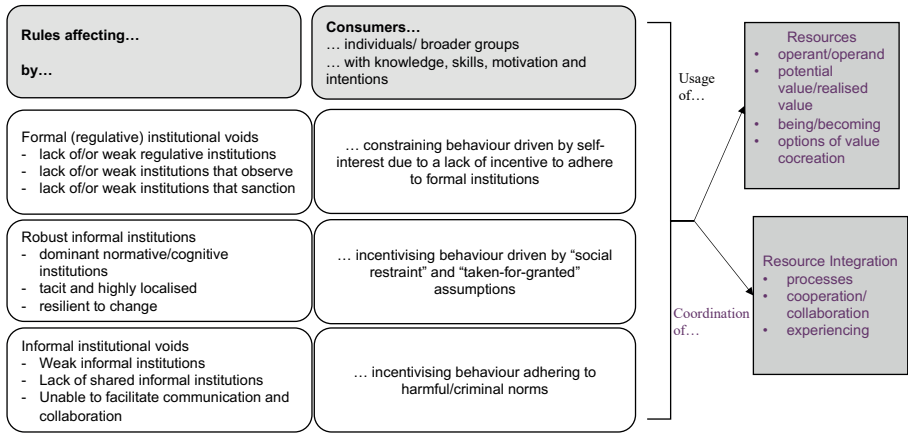 Rules affecting…
by…
Consumers…
… individuals/ broader groups
… with knowledge, skills, motivation and
intentions
Formal (regulative) institutional voids
- lack of/or weak regulative institutions
- lack of/or weak institutions that observe
- lack of/or weak institutions that sanction
… constraining behaviour driven by self-
interest due to a lack of incentive to adhere
to formal institutions
Robust informal institutions
- dominant normative/cognitive
institutions
- tacit and highly localised
- resilient to change
… incentivising behaviour driven by “social
restraint” and “taken-for-granted”
assumptions
Informal institutional voids
- Weak informal institutions
- Lack of shared informal institutions
- Unable to facilitate communication and
collaboration
… incentivising behaviour adhering to
harmful/criminal norms
Usage
of…
Coordination
of…
Resources
• operant/operand
• potential
value/realised
value
• being/becoming
• options of value
cocreation
Resource Integration
• processes
• cooperation/
collaboration
• experiencing